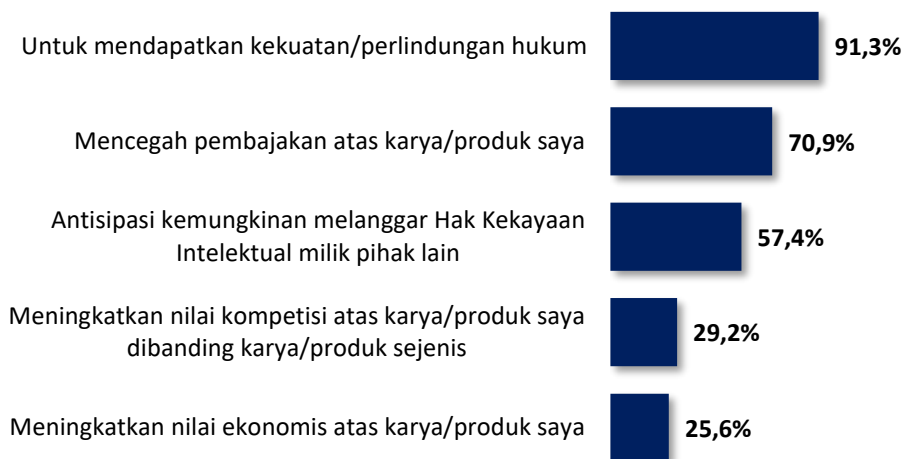 Untuk mendapatkan kekuatan/perlindungan hukum
91,3%
Mencegah pembajakan atas karya/produk saya
70,9%
Antisipasi kemungkinan melanggar Hak Kekayaan
Intelektual milik pihak lain
57,4%
Meningkatkan nilai kompetisi atas karya/produk saya
dibanding karya/produk sejenis
29,2%
Meningkatkan nilai ekonomis atas karya/produk saya
25,6%